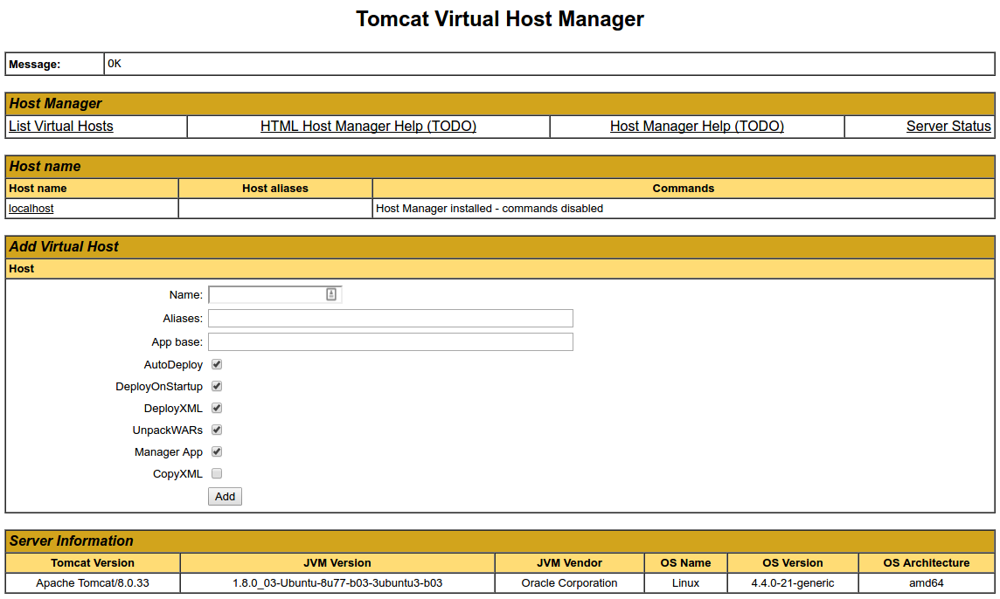 Tomcat Virtual Host Manager
Message: OK
Host Manager
List Virtual Hosts HTML Host Manager Help (TODO) Host Manager Help (TODO) Server Status
Host name
Host name Host aliases Commands
localhost Host Manager installed - commands disabled
Add Virtual Host
Host
Name:
Aliases:
App base:
AutoDeploy
DeployOnStartup
DeployXML
UnpackWARs
Manager App
CopyXML
Add
Server Information
Tomcat Version JVM Version JVM Vendor OS Name OS Version OS Architecture
Apache Tomcat/8.0.33 1.8.0_03-Ubuntu-8u77-b03-3ubuntu3-b03 Oracle Corporation Linux 4.4.0-21-generic amd64